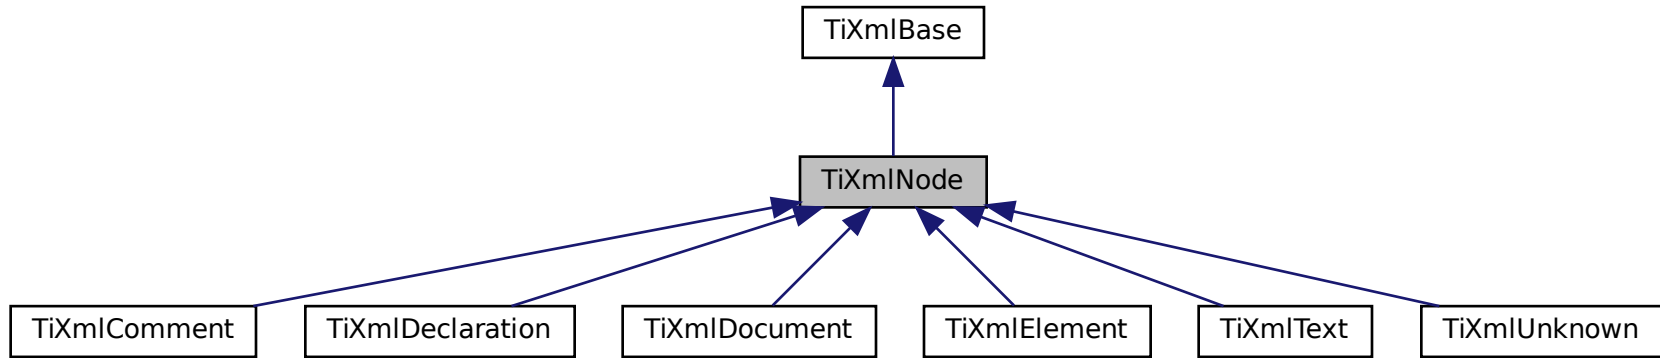 TiXmlBase
TiXmlNode
TiXmlComment
TiXmlDeclaration
TiXmlDocument
TiXmlElement
TiXmlText
TiXmlUnknown